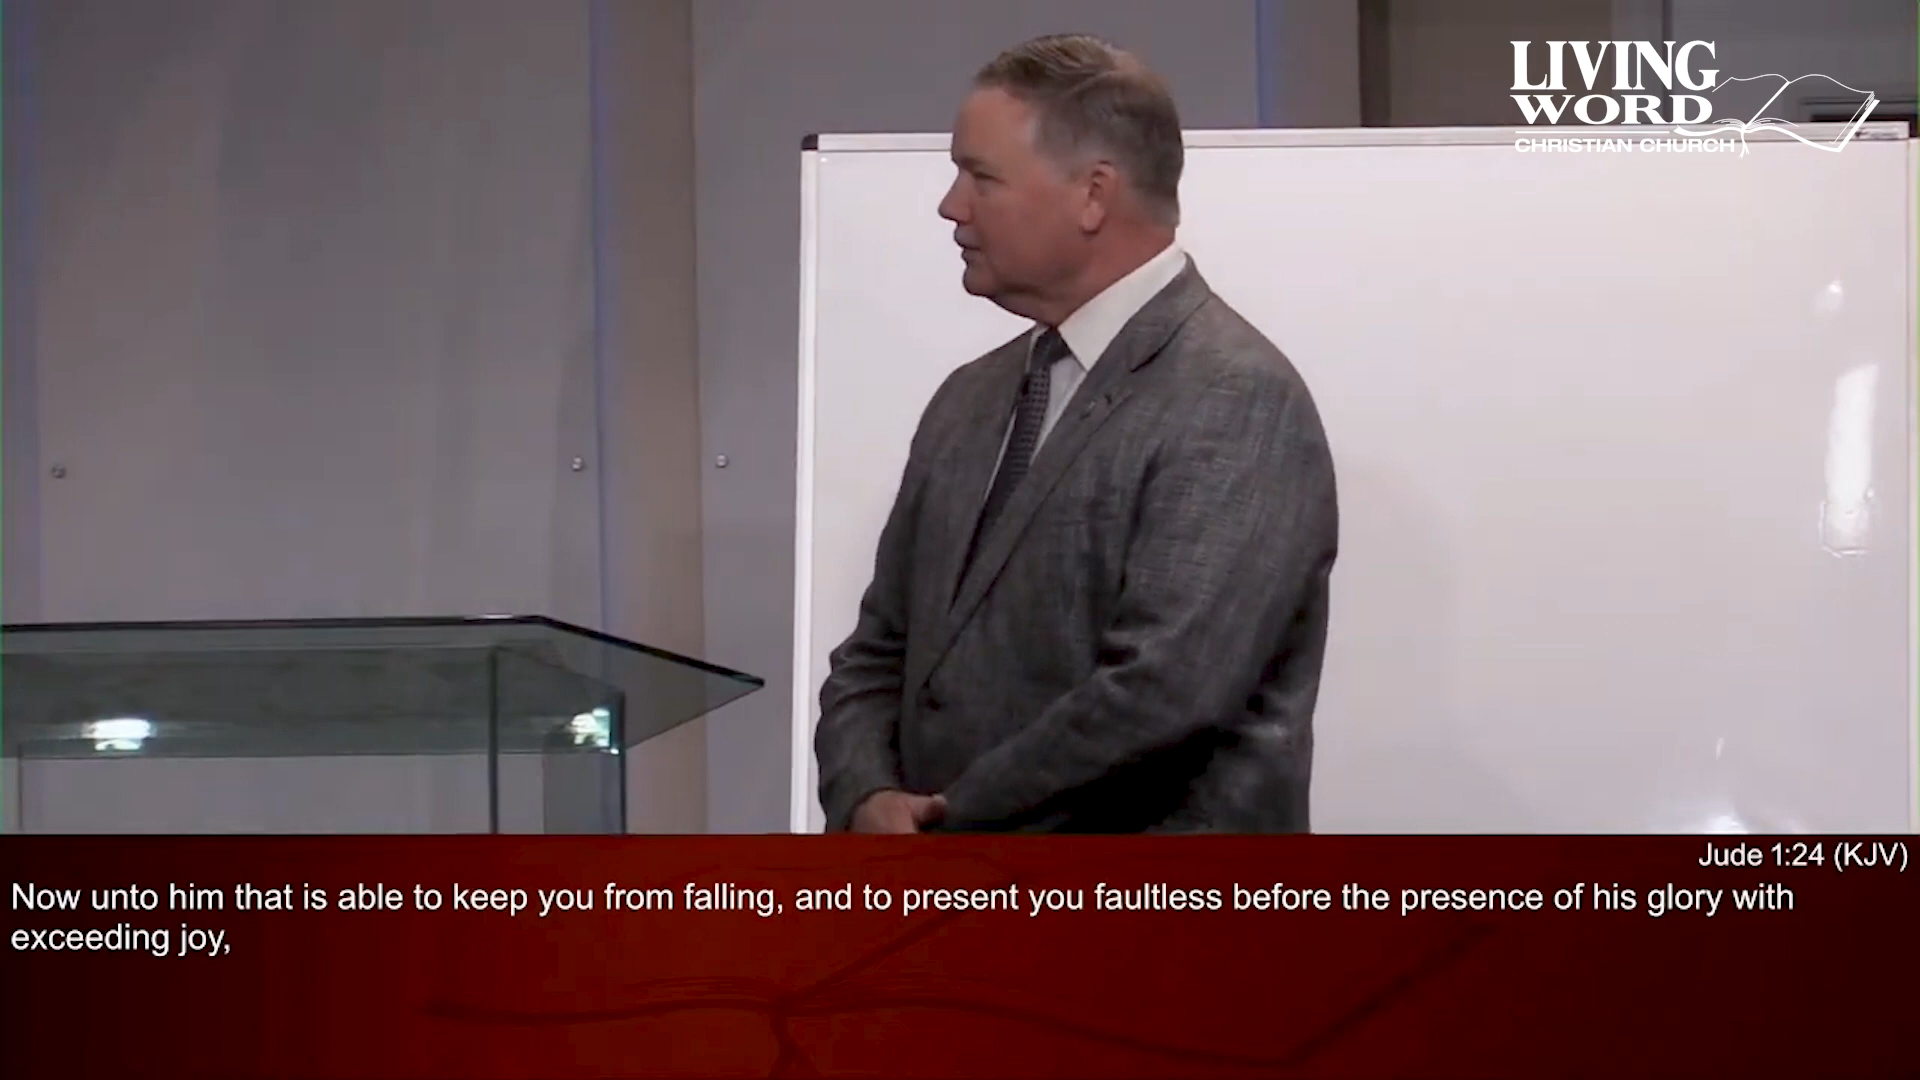 LIVING
WORD
CHRISTIAN CHURCH
Jude 1:24 (KJV)
Now unto him that is able to keep you from falling, and to present you faultless before the presence of his glory with
exceeding joy,